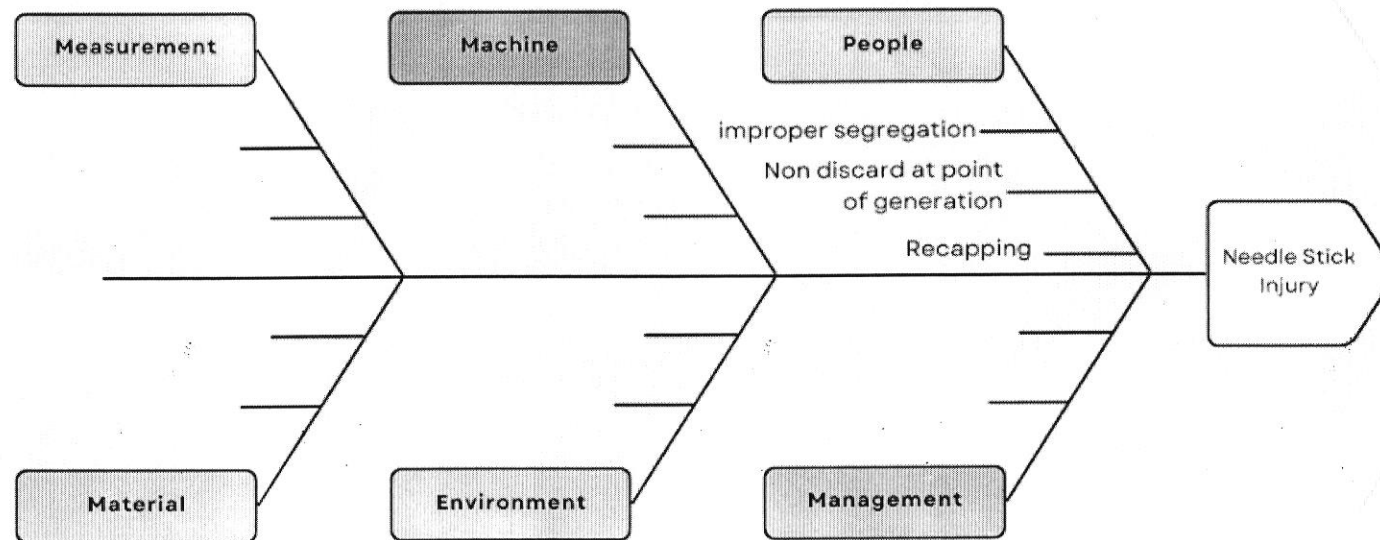 Measurement
Machine
People
improper segregation
Non discard at point
of generation
Recapping
Needle Stick
Injury
Material
Environment
Management